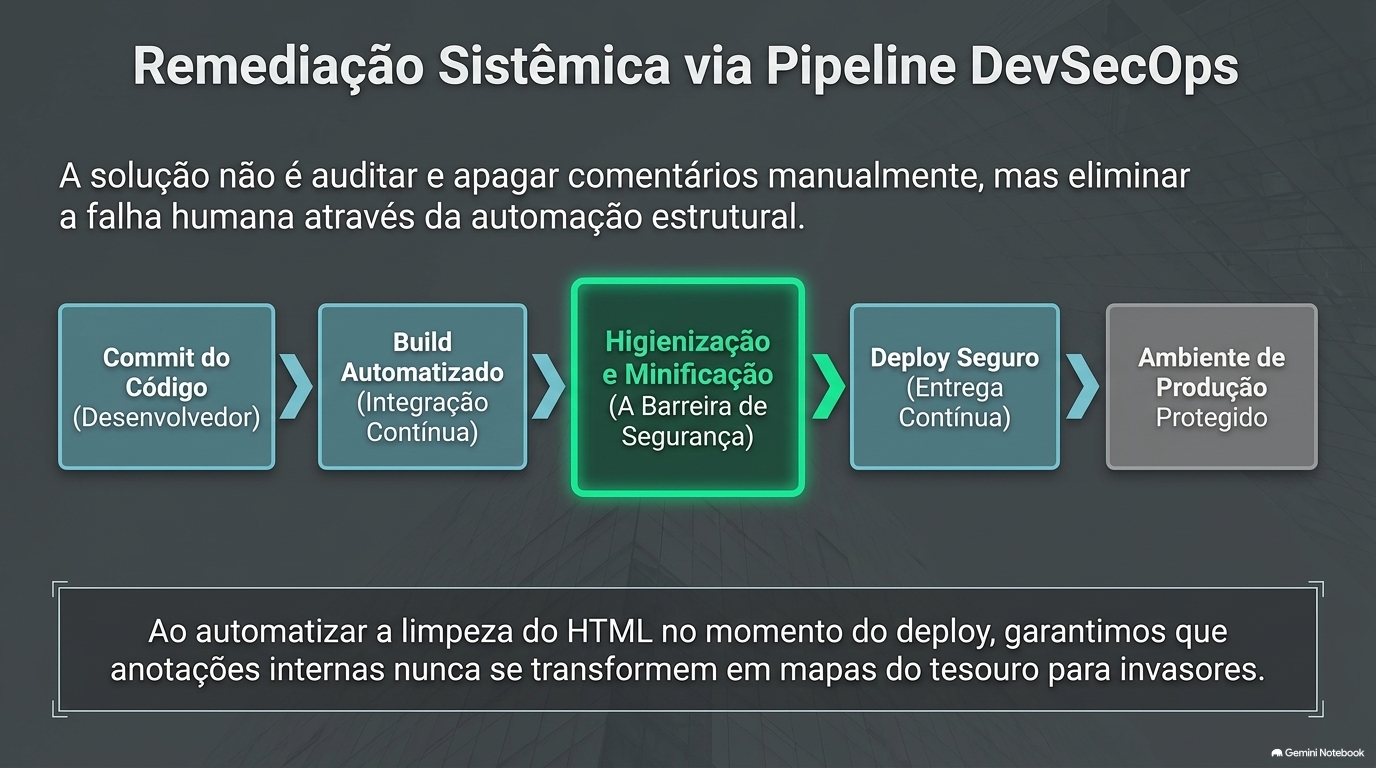 Remediação Sistêmica via Pipeline DevSecOps
A solução não é auditar e apagar comentários manualmente, mas eliminar
a falha humana através da automação estrutural.
Commit do
Código
(Desenvolvedor)
Build
Automatizado
(Integração
Contínua)
Higienização
e Minificação
(A Barreira de
Segurança)
Deploy Seguro
(Entrega
Contínua)
Ambiente de
Produção
Protegido
Ao automatizar a limpeza do HTML no momento do deploy, garantimos que
anotações internas nunca se transformem em mapas do tesouro para invasores.
Gemini Notebook